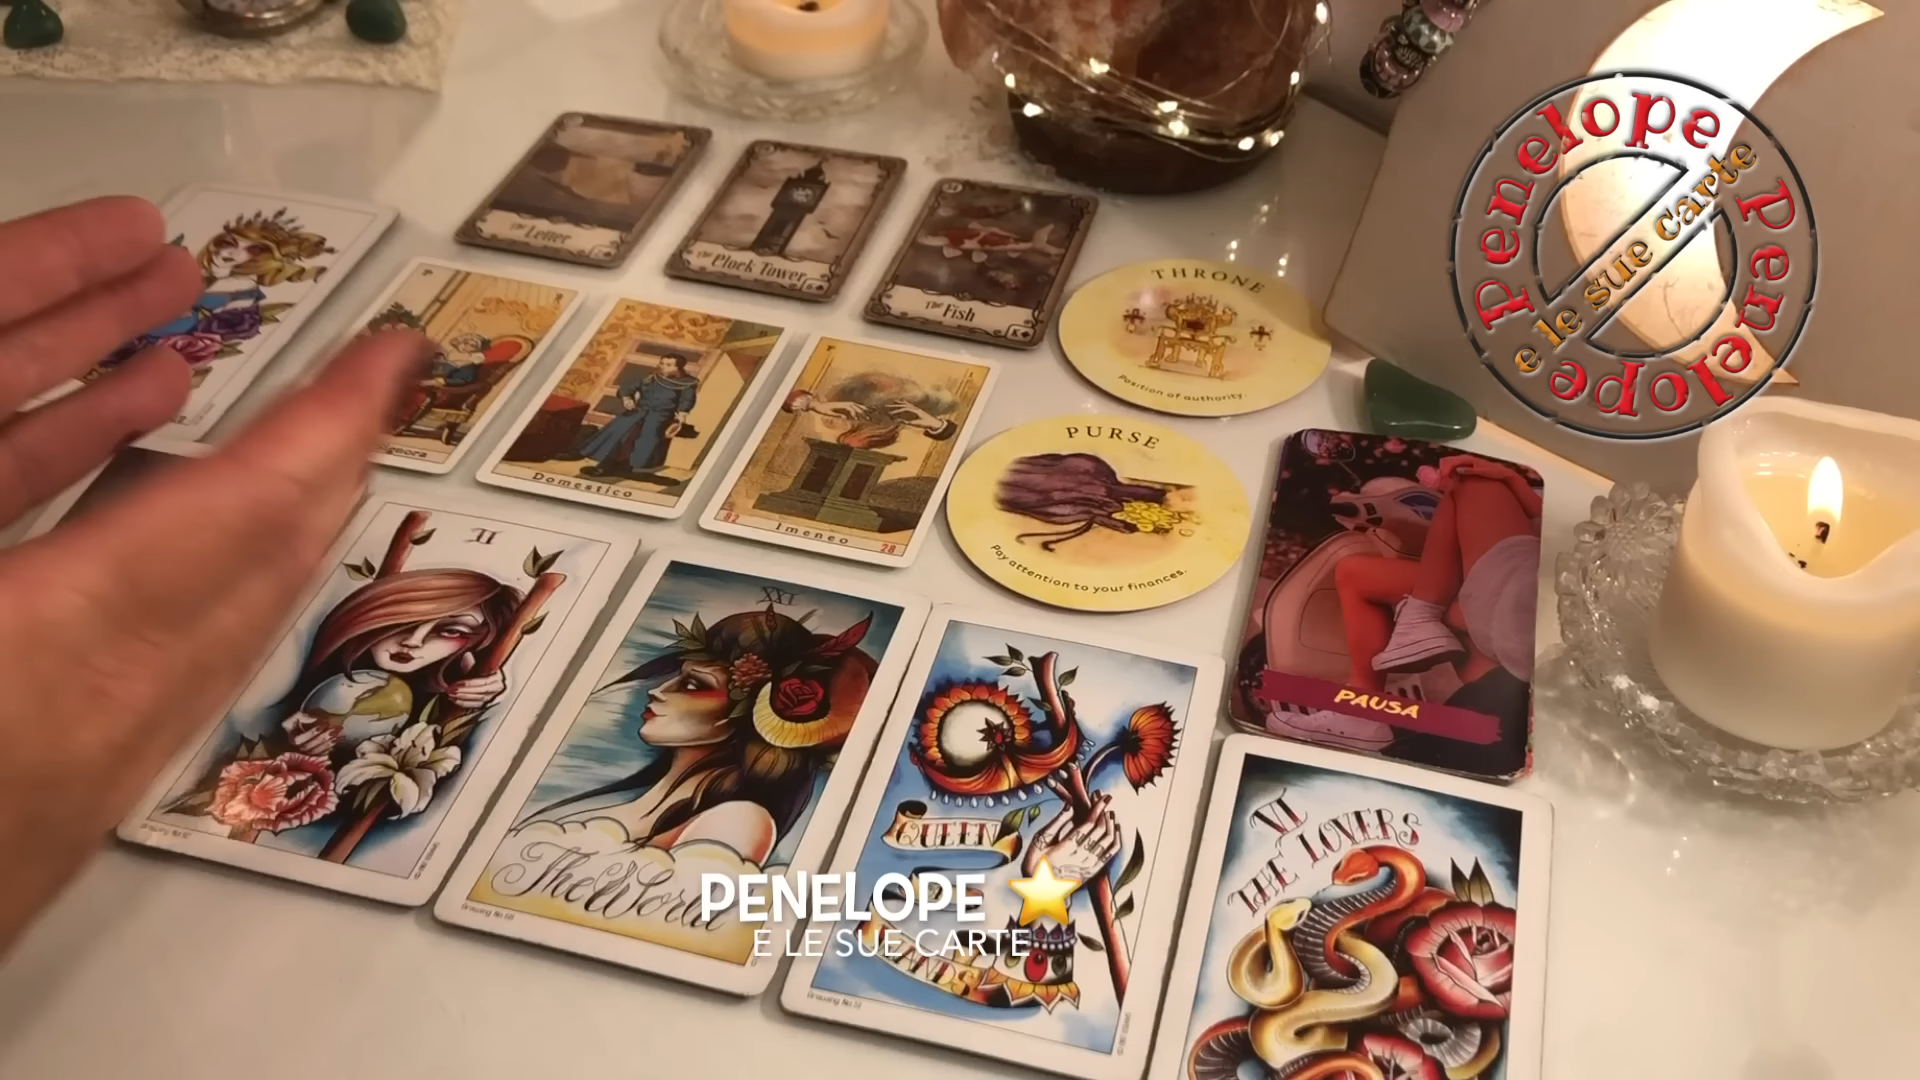 The Letter
The Clock Tower
The Fish
K
THRONE
Position of authority.
PURSE
Pay attention to your finances.
gnora
Domestico
Imeneo
82
28
II
XXI
The World
QUEEN
WANDS
VI
THE LOVERS
PAUSA
Penelope Penelope
e le sue carte
PENELOPE
E LE SUE CARTE